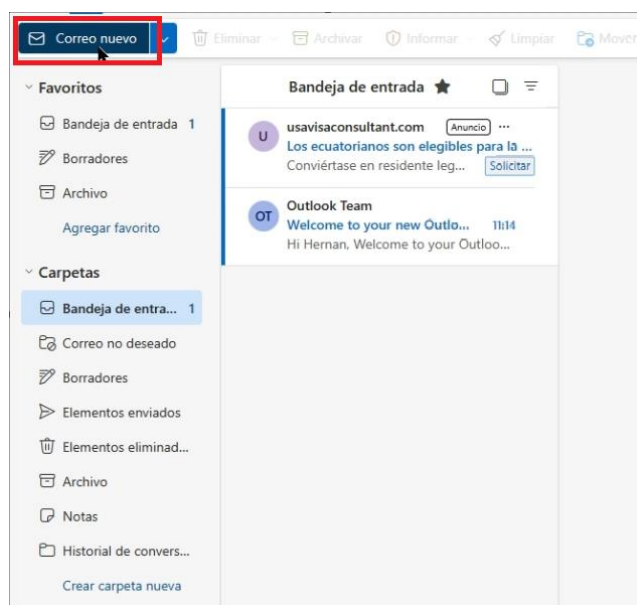 Correo nuevo
Eliminar
Archivar
Informar
Limpiar
Mover
Favoritos
Bandeja de entrada 1
Borradores
Archivo
Agregar favorito
Carpetas
Bandeja de entra... 1
Correo no deseado
Borradores
Elementos enviados
Elementos eliminad...
Archivo
Notas
Historial de convers...
Crear carpeta nueva
Bandeja de entrada
U
usavisaconsultant.com Anuncio ...
Los ecuatorianos son elegibles para la ...
Conviértase en residente leg... Solicitar
OT
Outlook Team
Welcome to your new Outlo... 11:14
Hi Hernan, Welcome to your Outloo...